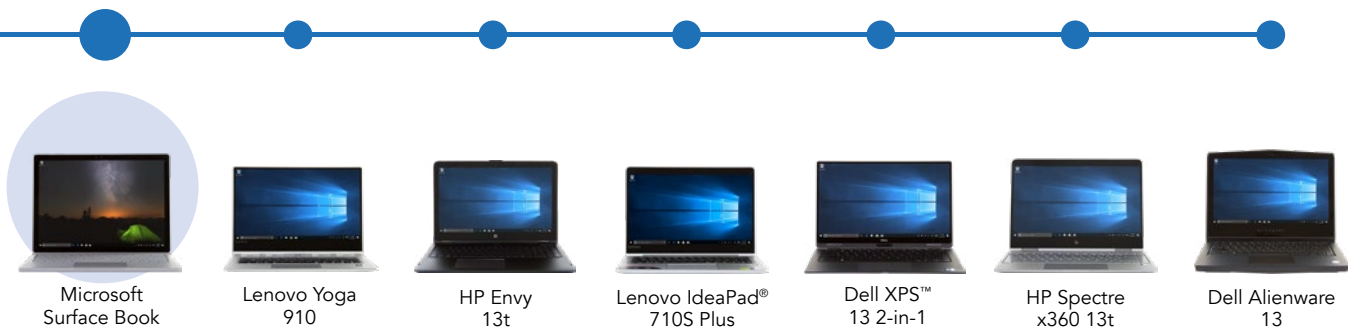 Microsoft
Surface Book
Lenovo Yoga
910
HP Envy
13t
Lenovo IdeaPad®
710S Plus
Dell XPS™
13 2-in-1
HP Spectre
x360 13t
Dell Alienware
13